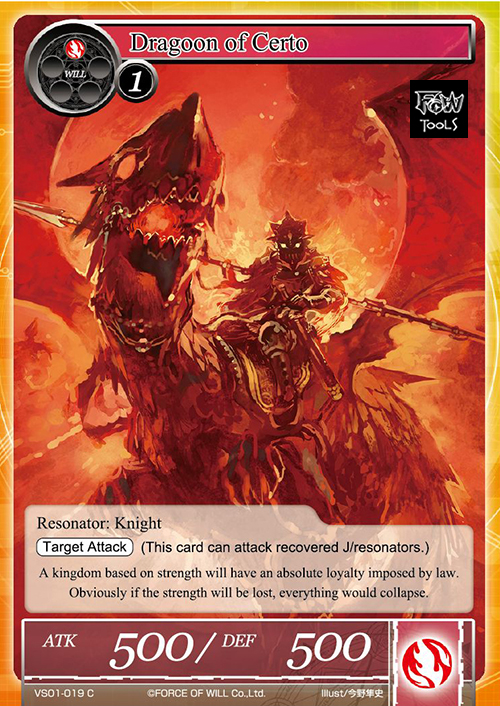 Dragoon of Certo
WILL
1
FOW
TOOLS
Resonator: Knight
Target Attack (This card can attack recovered J/resonators.)
A kingdom based on strength will have an absolute loyalty imposed by law.
Obviously if the strength will be lost, everything would collapse.
ATK 500/ DEF 500
VS01-019 C ©FORCE OF WILL Co.,Ltd. Illust/今野隼史